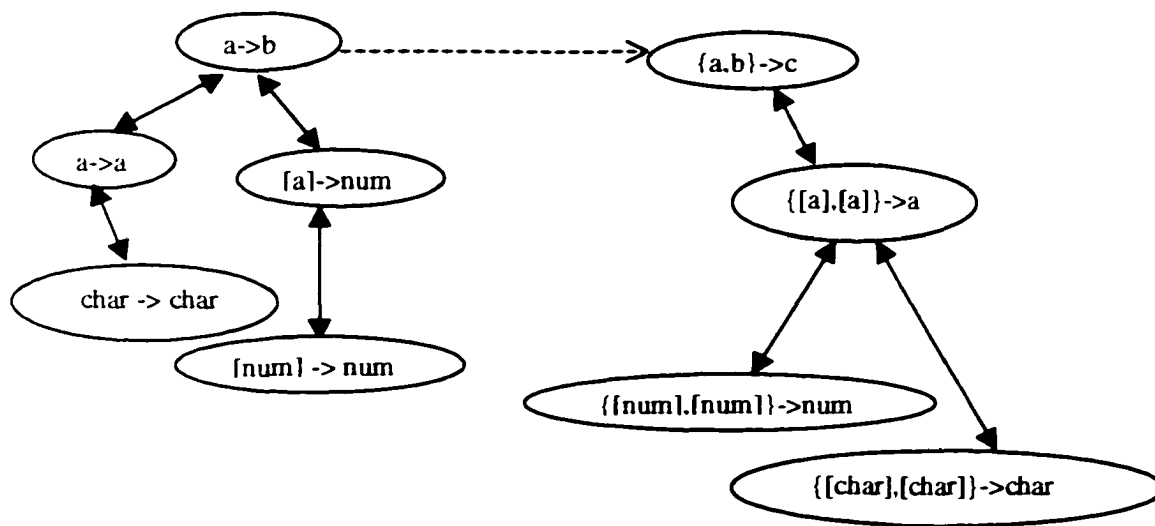 a->b
{a,b}->c
a->a
[a]->num
{[a],[a]}->a
char -> char
[num] -> num
{[num],[num]}->num
{[char],[char]}->char